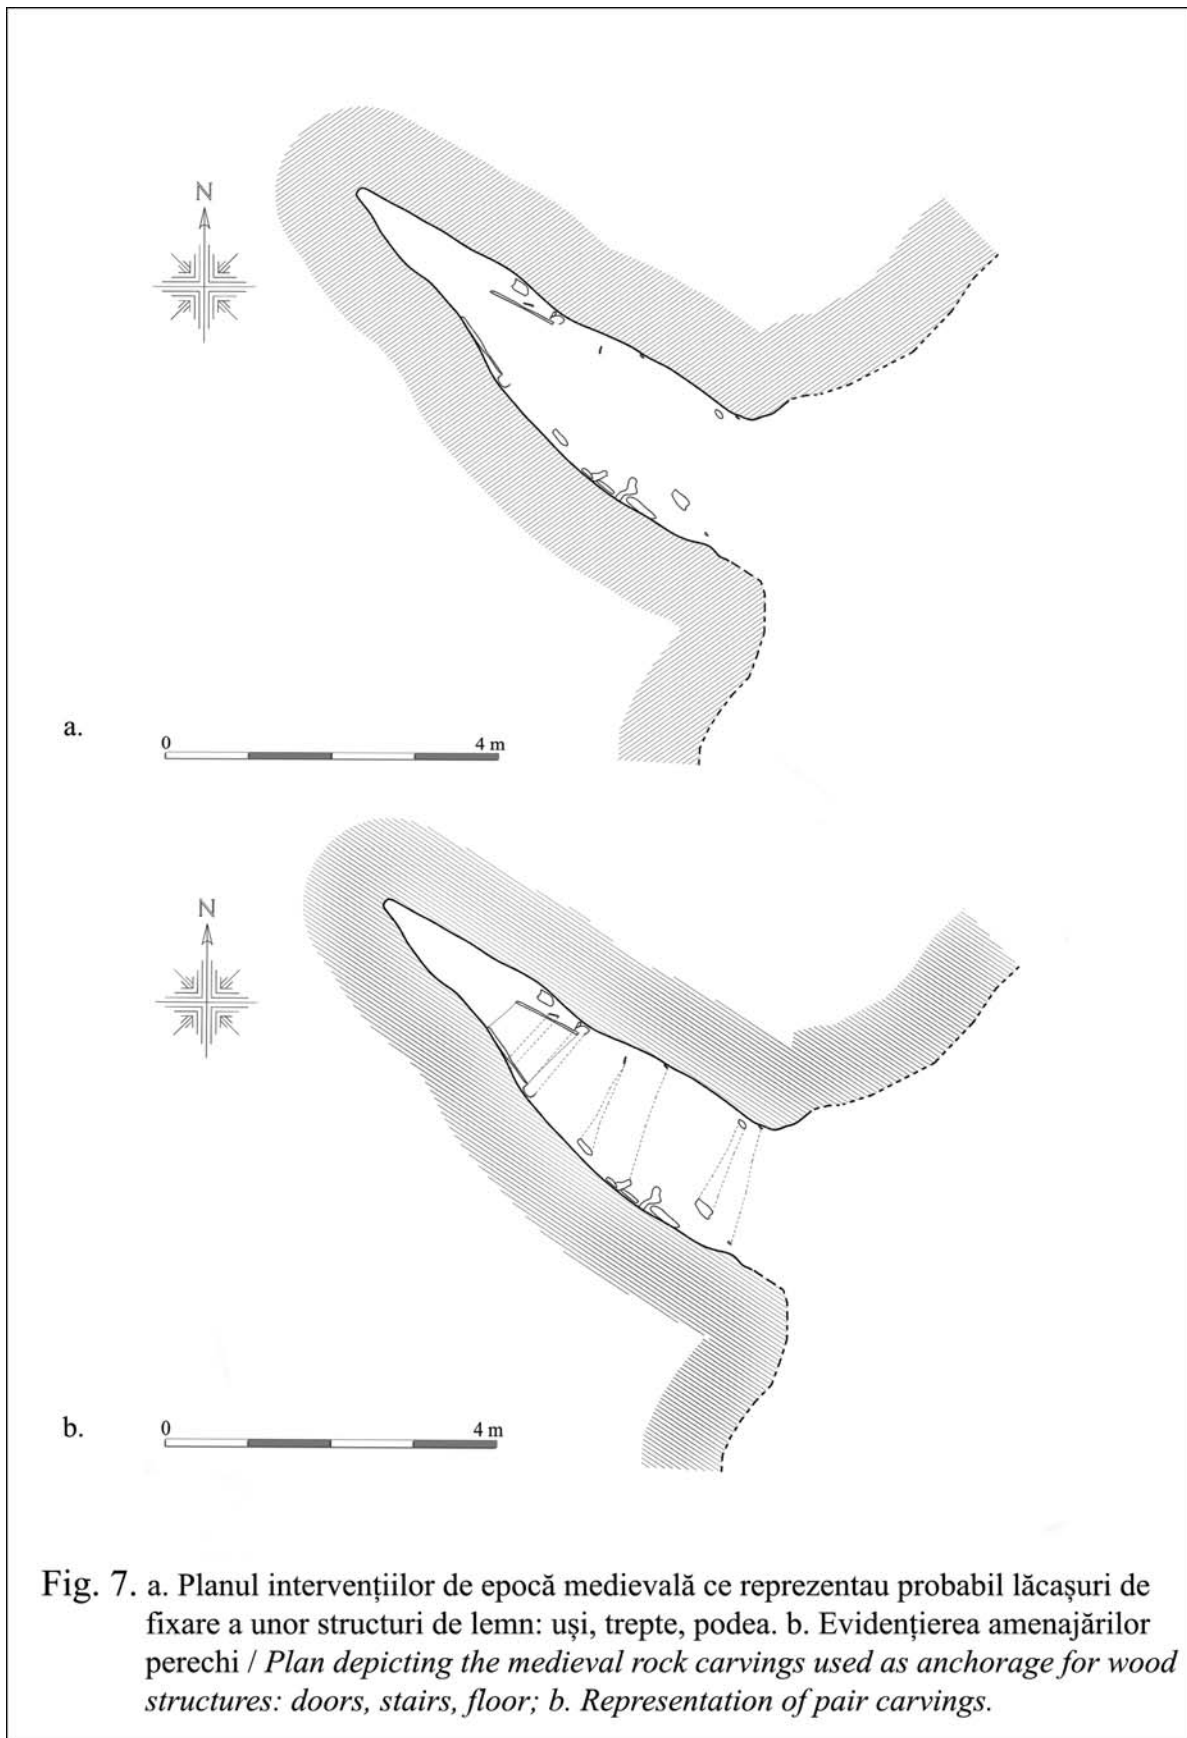 N
a.
0 4 m
N
b.
0 4 m
Fig. 7. a. Planul intervențiilor de epocă medievală ce reprezentau probabil lăcașuri de
fixare a unor structuri de lemn: uși, trepte, podea. b. Evidențierea amenajărilor
perechi / Plan depicting the medieval rock carvings used as anchorage for wood
structures: doors, stairs, floor; b. Representation of pair carvings.